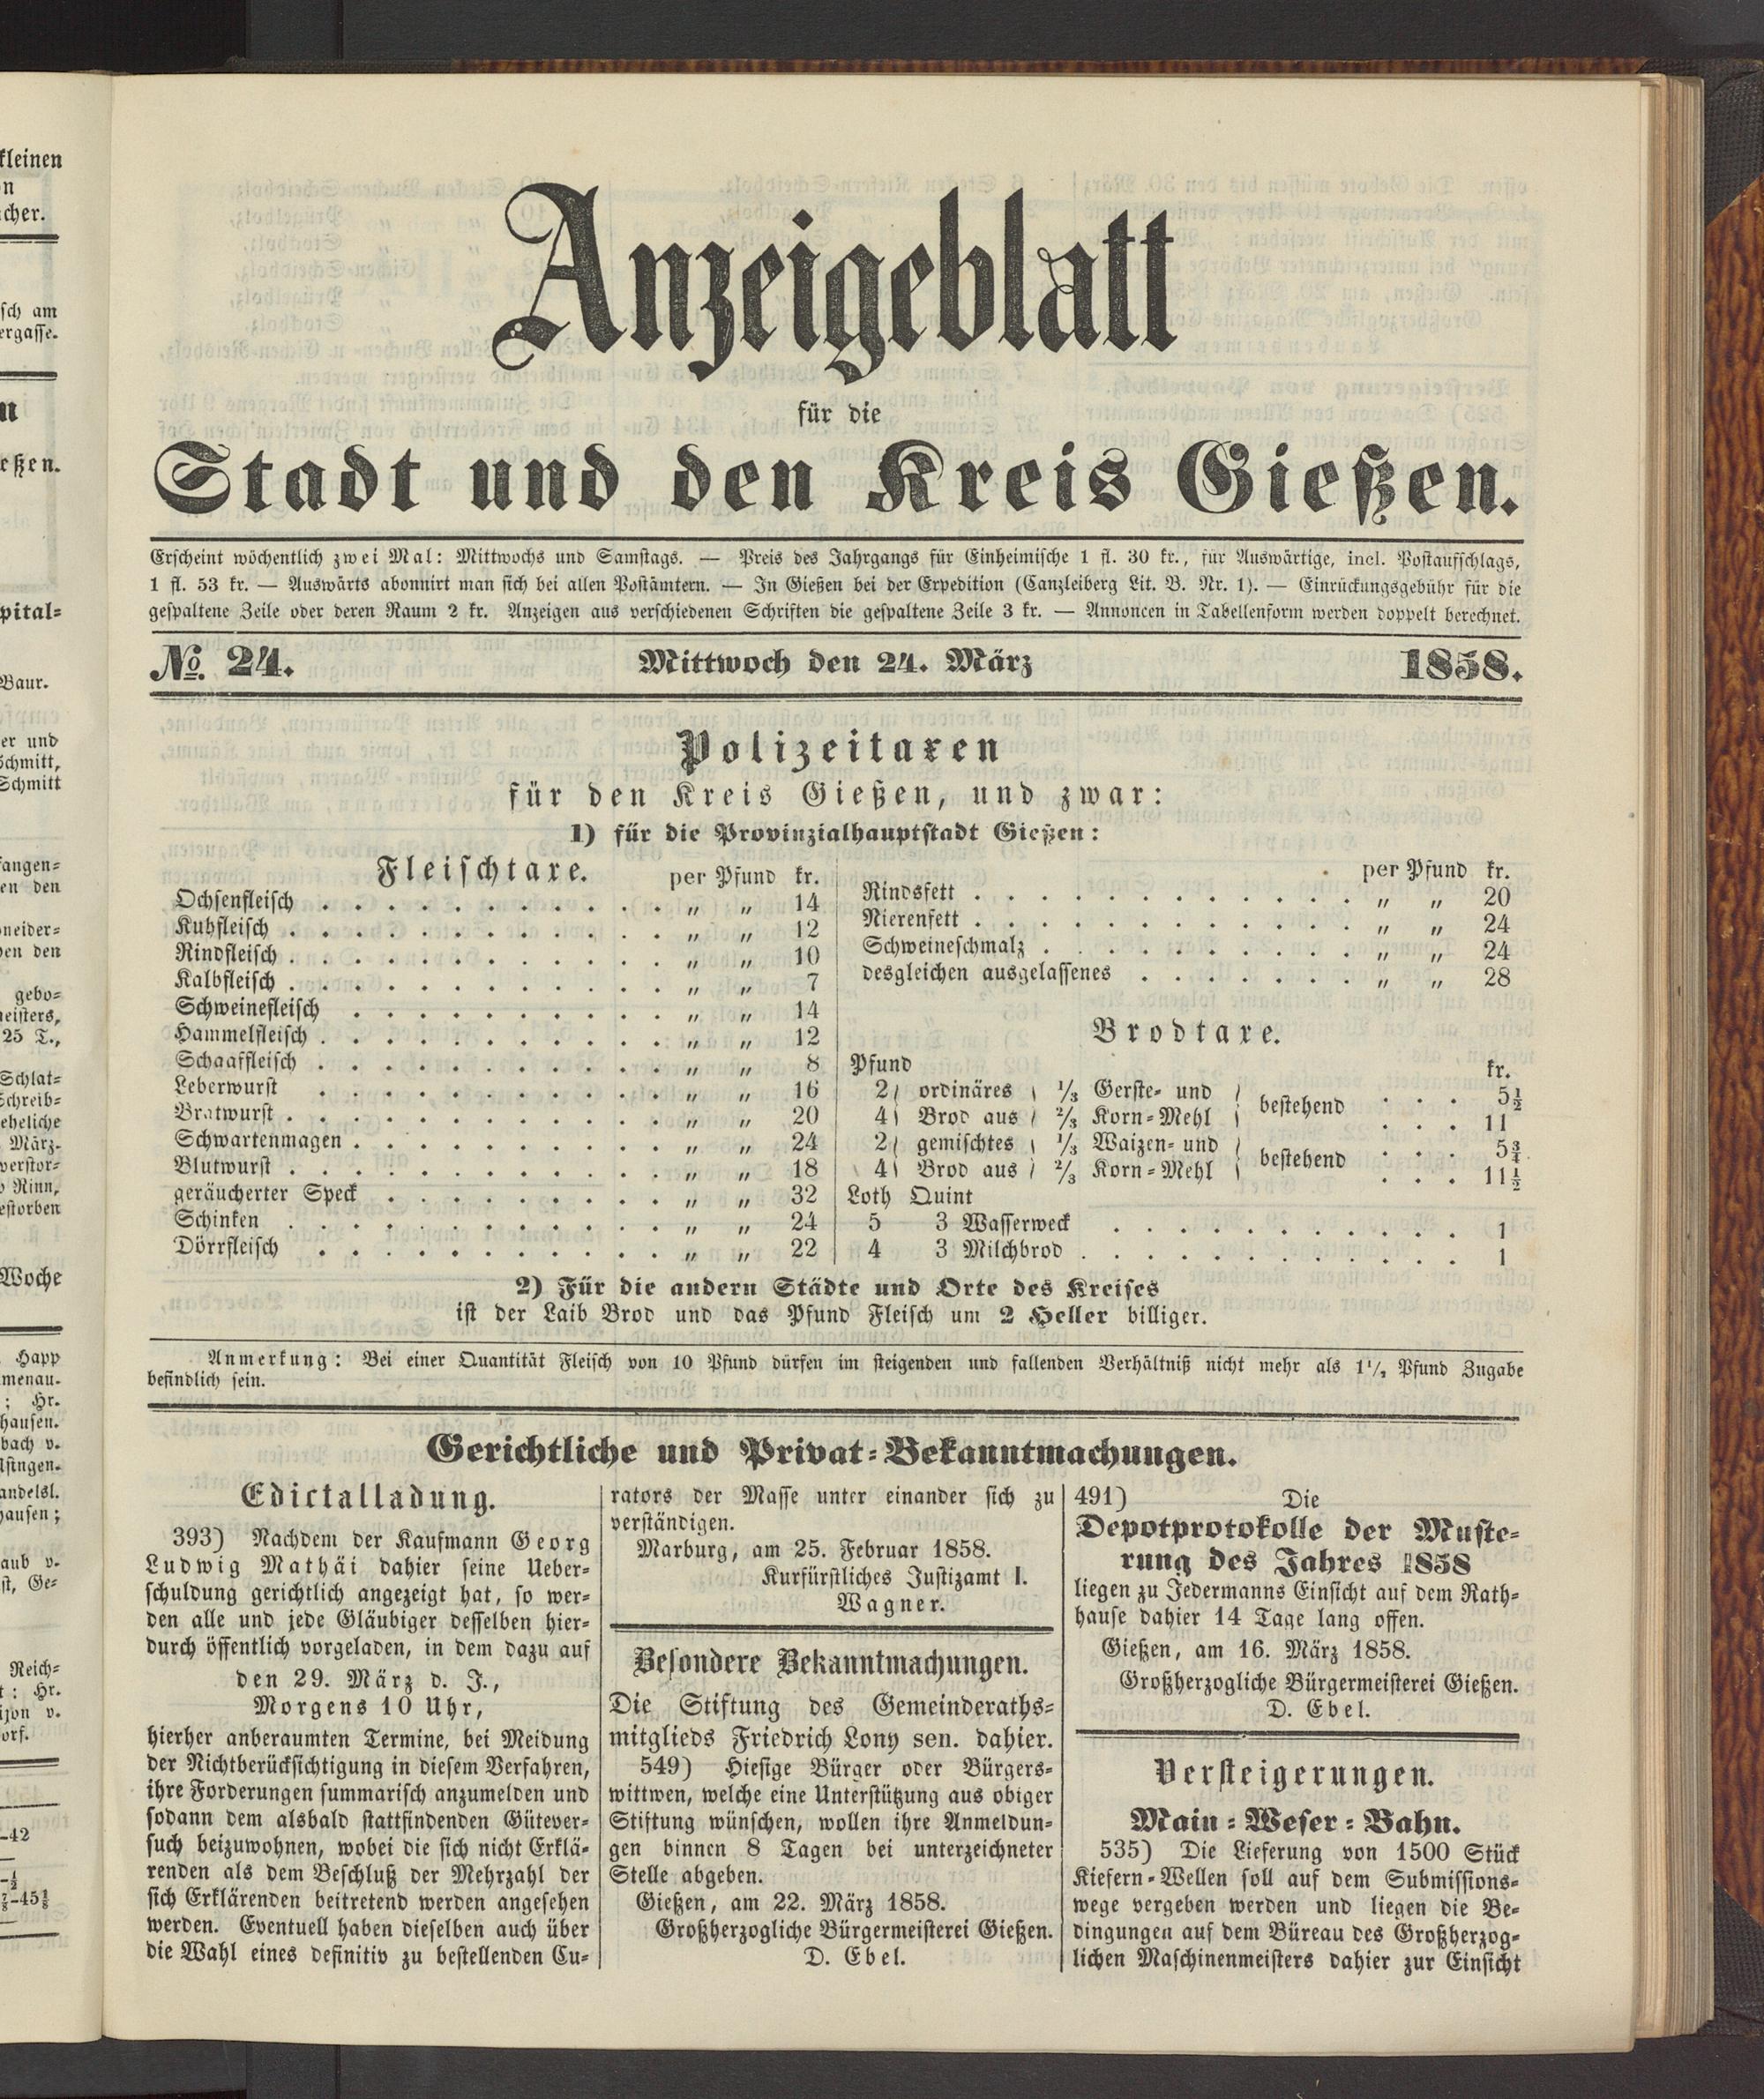 Anzeigeblatt
für die
Stadt und den Kreis Gießen.
Erscheint wöchentlich zwei Mal: Mittwochs und Samstags. — Preis des Jahrgangs für Einheimische 1 fl. 30 kr., für Auswärtige, incl. Postaufschlags,
1 fl. 53 kr. — Auswärts abonnirt man sich bei allen Postämtern. — In Gießen bei der Expedition (Canzleiberg Lit. B. Nr. 1). — Einrückungsgebühr für die
gespaltene Zeile oder deren Raum 2 kr. Anzeigen aus verschiedenen Schriften die gespaltene Zeile 3 kr. — Annoncen in Tabellenform werden doppelt berechnet.
No. 24. Mittwoch den 24. März 1858.
Polizeitaxen
für den Kreis Gießen, und zwar:
1) für die Provinzialhauptstadt Gießen:
Fleischtaxe. per Pfund kr.
Ochsenfleisch . . . . . . . . . . „ „ 14
Kuhfleisch . . . . . . . . . . . „ „ 12
Rindfleisch . . . . . . . . . . . „ „ 10
Kalbfleisch . . . . . . . . . . . „ „ 7
Schweinefleisch . . . . . . . . . „ „ 14
Hammelfleisch . . . . . . . . . . „ „ 12
Schaaffleisch . . . . . . . . . . „ „ 8
Leberwurst . . . . . . . . . . „ „ 16
Bratwurst . . . . . . . . . . . „ „ 20
Schwartenmagen . . . . . . . . . „ „ 24
Blutwurst . . . . . . . . . . . „ „ 18
geräucherter Speck . . . . . . . . „ „ 32
Schinken . . . . . . . . . . . „ „ 24
Dörrfleisch . . . . . . . . . . „ „ 22
per Pfund kr.
Rindsfett . . . . . . . . . . . . „ „ 20
Nierenfett . . . . . . . . . . . . „ „ 24
Schweineschmalz . . . . . . . . . . „ „ 24
desgleichen ausgelassenes . . . . . . . „ „ 28
Brodtaxe.
Pfund kr.
2 ordinäres ⅓ Gerste- und bestehend . . . 5½
4 Brod aus ⅔ Korn-Mehl . . . 11
2 gemischtes ⅓ Waizen- und bestehend . . . 5¾
4 Brod aus ⅔ Korn-Mehl . . . 11½
Loth Quint
5 3 Wasserweck . . . . . . . . . . . 1
4 3 Milchbrod . . . . . . . . . . . . 1
2) Für die andern Städte und Orte des Kreises
ist der Laib Brod und das Pfund Fleisch um 2 Heller billiger.
Anmerkung: Bei einer Quantität Fleisch von 10 Pfund dürfen im steigenden und fallenden Verhältniß nicht mehr als 1½ Pfund Zugabe
befindlich sein.
Gerichtliche und Privat-Bekanntmachungen.
Edictalladung.
393) Nachdem der Kaufmann Georg
Ludwig Mathäi dahier seine Ueber-
schuldung gerichtlich angezeigt hat, so wer-
den alle und jede Gläubiger desselben hier-
durch öffentlich vorgeladen, in dem dazu auf
den 29. März d. J.,
Morgens 10 Uhr,
hierher anberaumten Termine, bei Meidung
der Nichtberücksichtigung in diesem Verfahren,
ihre Forderungen summarisch anzumelden und
sodann dem alsbald stattfindenden Gütever-
such beizuwohnen, wobei die sich nicht Erklä-
renden als dem Beschluß der Mehrzahl der
sich Erklärenden beitretend werden angesehen
werden. Eventuell haben dieselben auch über
die Wahl eines definitiv zu bestellenden Cu-
rators der Masse unter einander sich zu
verständigen.
Marburg, am 25. Februar 1858.
Kurfürstliches Justizamt I.
Wagner.
Besondere Bekanntmachungen.
Die Stiftung des Gemeinderaths-
mitglieds Friedrich Lony sen. dahier.
549) Hiesige Bürger oder Bürgers-
wittwen, welche eine Unterstützung aus obiger
Stiftung wünschen, wollen ihre Anmeldun-
gen binnen 8 Tagen bei unterzeichneter
Stelle abgeben.
Gießen, am 22. März 1858.
Großherzogliche Bürgermeisterei Gießen.
D. Ebel.
491) Die
Depotprotokolle der Muste-
rung des Jahres 1858
liegen zu Jedermanns Einsicht auf dem Rath-
hause dahier 14 Tage lang offen.
Gießen, am 16. März 1858.
Großherzogliche Bürgermeisterei Gießen.
D. Ebel.
Versteigerungen.
Main-Weser-Bahn.
535) Die Lieferung von 1500 Stück
Kiefern-Wellen soll auf dem Submissions-
wege vergeben werden und liegen die Be-
dingungen auf dem Büreau des Großherzog-
lichen Maschinenmeisters dahier zur Einsicht